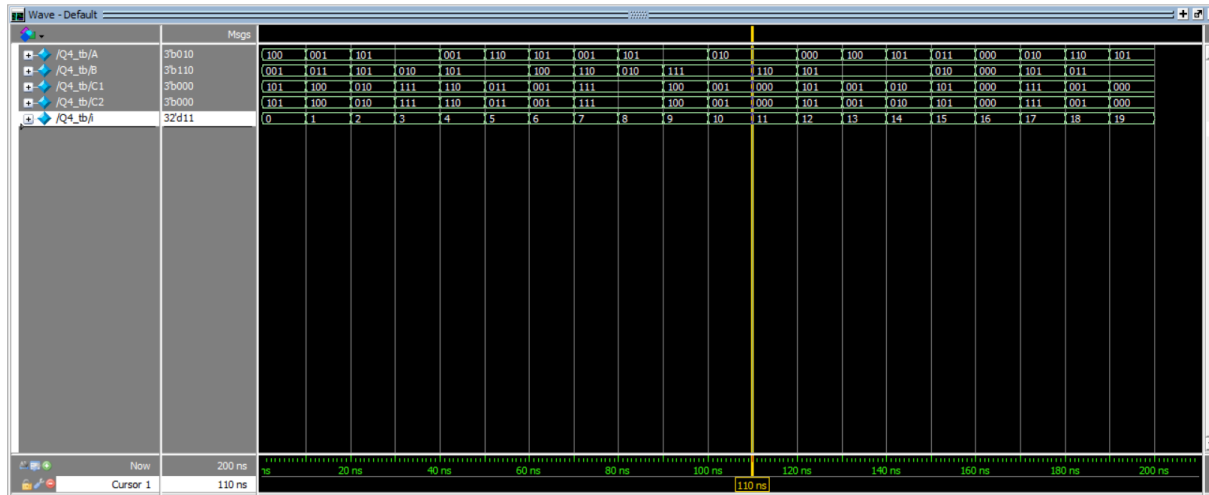 Wave - Default
Msgs
/Q4_tb/A 3'b010 100 001 101 001 110 101 001 101 010 000 100 101 011 000 010 110 101
/Q4_tb/B 3'b110 001 011 101 010 101 100 110 010 111 110 101 010 000 101 011
/Q4_tb/C1 3'b000 101 100 010 111 110 011 001 111 100 001 000 101 001 010 101 000 111 001 000
/Q4_tb/C2 3'b000 101 100 010 111 110 011 001 111 100 001 000 101 001 010 101 000 111 001 000
/Q4_tb/i 32'd11 0 1 2 3 4 5 6 7 8 9 10 11 12 13 14 15 16 17 18 19
Now 200 ns ns 20 ns 40 ns 60 ns 80 ns 100 ns 120 ns 140 ns 160 ns 180 ns 200 ns
Cursor 1 110 ns 110 ns